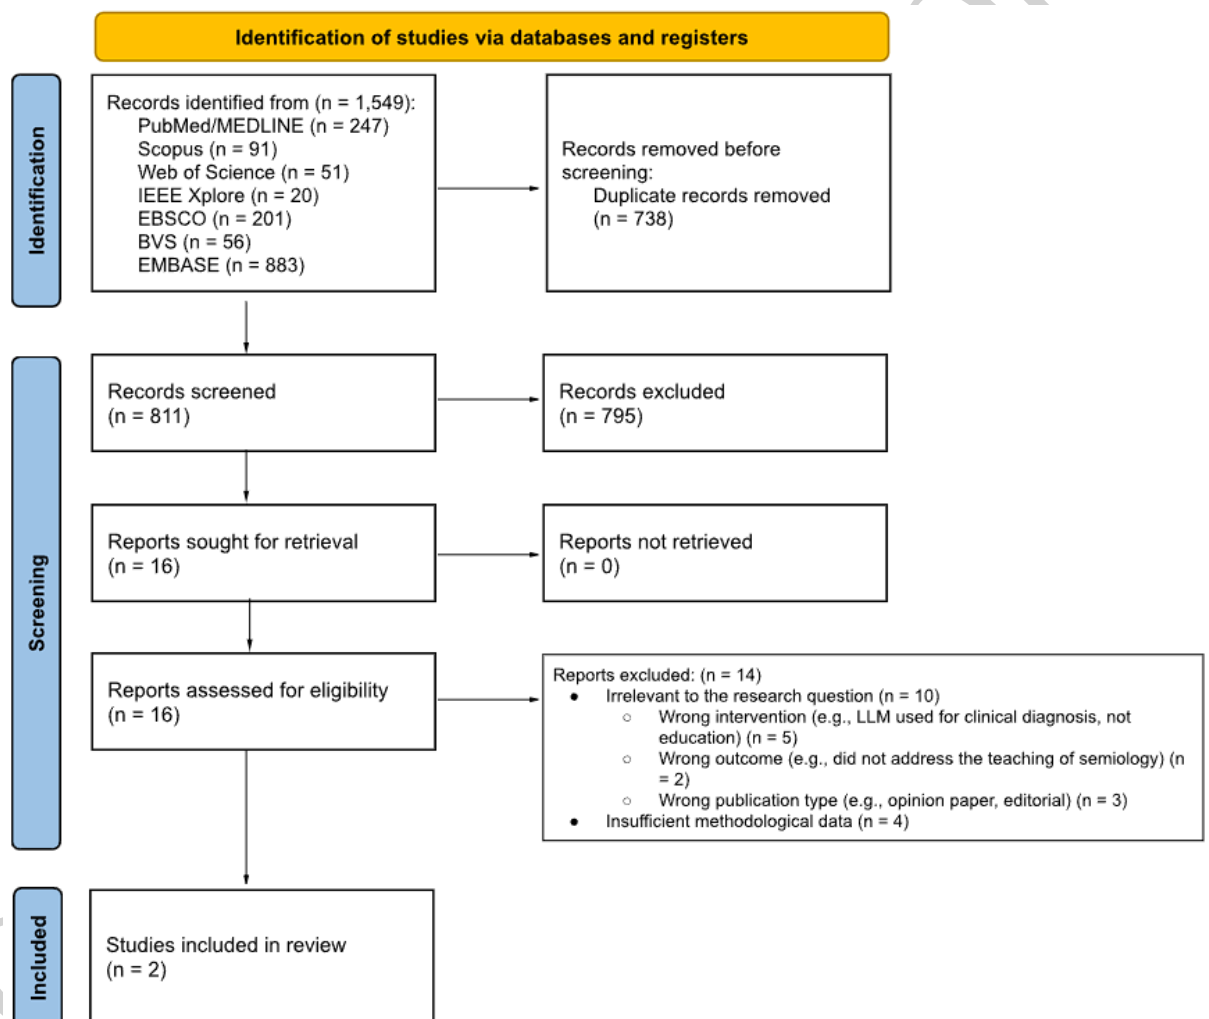 Identification of studies via databases and registers
Identification
Records identified from (n = 1,549):
PubMed/MEDLINE (n = 247)
Scopus (n = 91)
Web of Science (n = 51)
IEEE Xplore (n = 20)
EBSCO (n = 201)
BVS (n = 56)
EMBASE (n = 883)
Records removed before
screening:
Duplicate records removed
(n = 738)
Screening
Records screened
(n = 811)
Records excluded
(n = 795)
Reports sought for retrieval
(n = 16)
Reports not retrieved
(n = 0)
Reports assessed for eligibility
(n = 16)
Reports excluded: (n = 14)
● Irrelevant to the research question (n = 10)
○ Wrong intervention (e.g., LLM used for clinical diagnosis, not
education) (n = 5)
○ Wrong outcome (e.g., did not address the teaching of semiology) (n
= 2)
○ Wrong publication type (e.g., opinion paper, editorial) (n = 3)
● Insufficient methodological data (n = 4)
Included
Studies included in review
(n = 2)